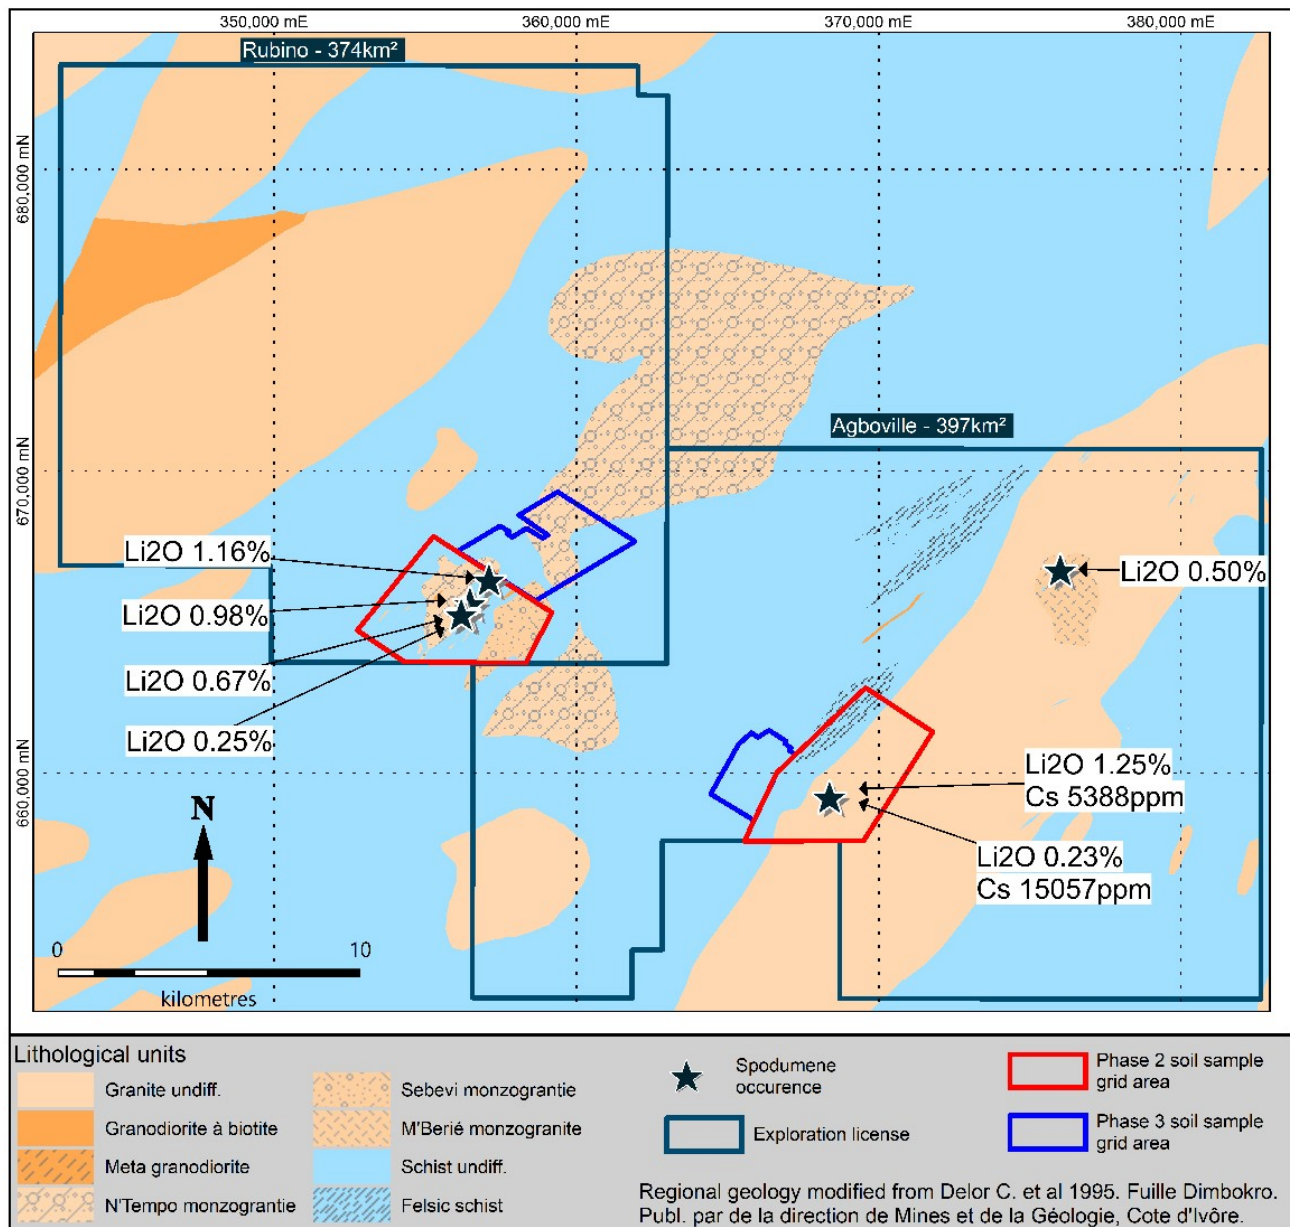 350,000 mE
360,000 mE
370,000 mE
380,000 mE
Rubino - 374km²
680,000 mN
Agboville - 397km²
670,000 mN
Li2O 1.16%
Li2O 0.50%
Li2O 0.98%
Li2O 0.67%
Li2O 0.25%
660,000 mN
Li2O 1.25%
Cs 5388ppm
Li2O 0.23%
Cs 15057ppm
N
0
10
kilometres
Lithological units
Granite undiff.
Granodiorite à biotite
Meta granodiorite
N'Tempo monzograntie
Sebevi monzograntie
M'Berié monzogranite
Schist undiff.
Felsic schist
Spodumene
occurence
Exploration license
Phase 2 soil sample
grid area
Phase 3 soil sample
grid area
Regional geology modified from Delor C. et al 1995. Fuille Dimbokro.
Publ. par de la direction de Mines et de la Géologie, Cote d'Ivôre.